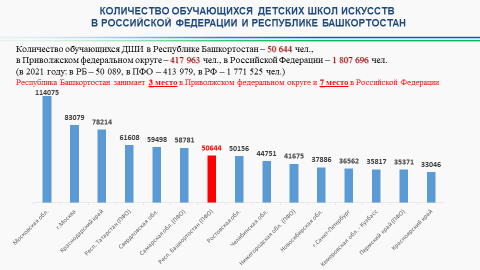 КОЛИЧЕСТВО ОБУЧАЮЩИХСЯ ДЕТСКИХ ШКОЛ ИСКУССТВ
В РОССИЙСКОЙ ФЕДЕРАЦИИ И РЕСПУБЛИКЕ БАШКОРТОСТАН
Количество обучающихся ДШИ в Республике Башкортостан – 50 644 чел.,
в Приволжском федеральном округе – 417 963 чел., в Российской Федерации – 1 807 696 чел.
(в 2021 году: в РБ – 50 089, в ПФО – 413 979, в РФ – 1 771 525 чел.)
Республика Башкортостан занимает 3 место в Приволжском федеральном округе и 7 место в Российской Федерации
114075
83079
78214
61608
59498
58781
50644
50156
44751
41675
37886
36562
35817
35371
33046
Московская обл.
г.Москва
Краснодарский край
Респ. Татарстан (ПФО)
Свердловская обл.
Самарская обл. (ПФО)
Респ. Башкортостан (ПФО)
Ростовская обл.
Челябинская обл.
Нижегородская обл. (ПФО)
Новосибирская обл.
г.Санкт-Петербург
Кемеровская обл. - Кузбасс
Пермский край (ПФО)
Красноярский край